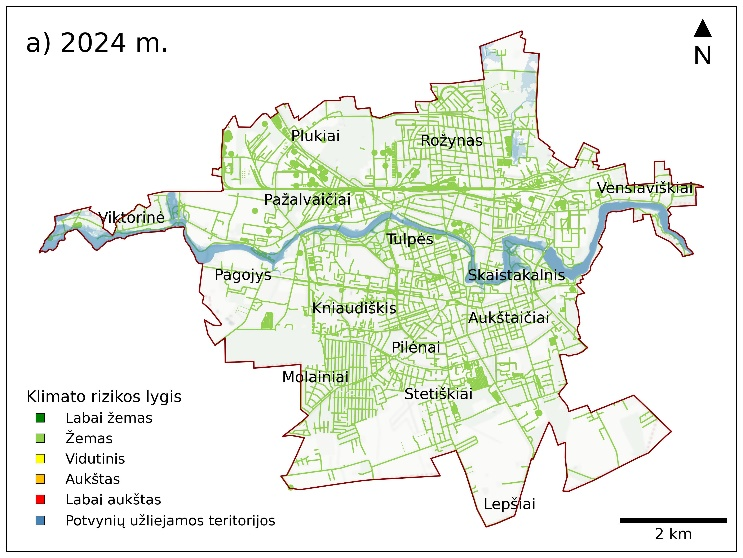 a) 2024 m.
N
Plukiai
Rožynas
Venslaviškiai
Pažalvaičiai
Viktorinė
Tulpės
Pagojys
Skaistakalnis
Kniaudiškis
Aukštaičiai
Pilėnai
Molainiai
Stetiškiai
Lepšiai
Klimato rizikos lygis
Labai žemas
Žemas
Vidutinis
Aukštas
Labai aukštas
Potvynių užliejamos teritorijos
2 km